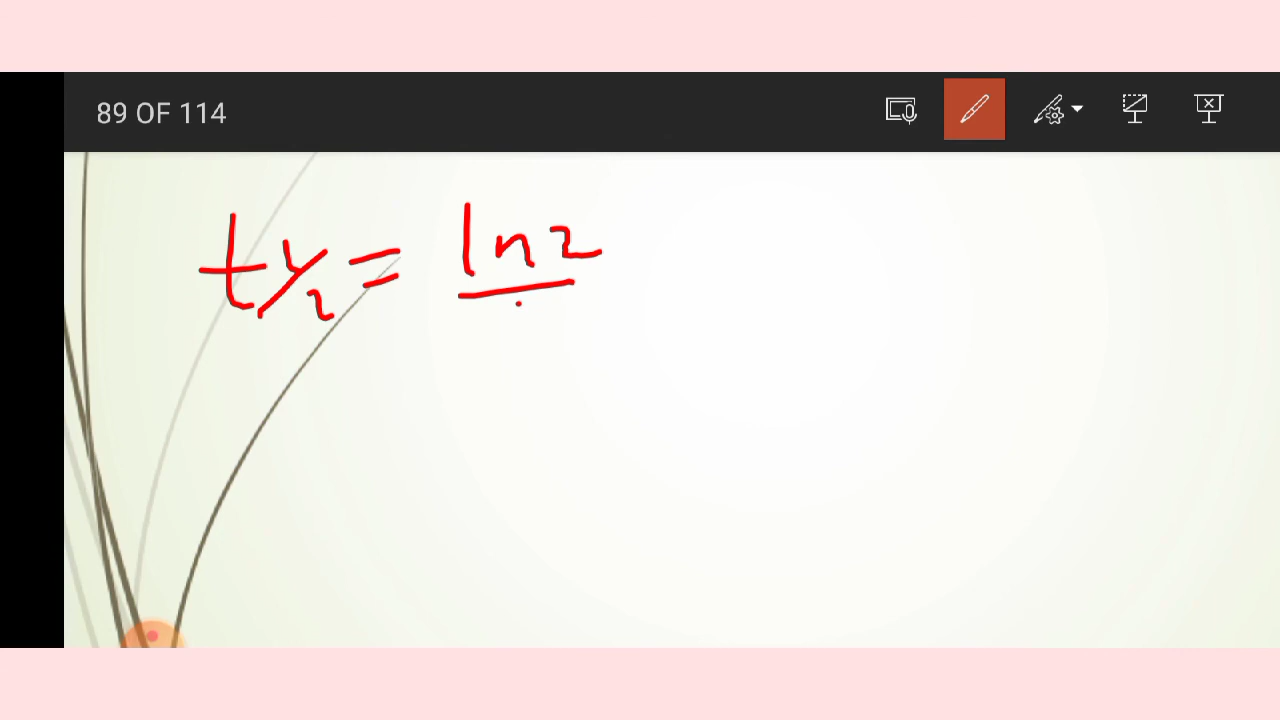 89 OF 114
t1/2 = ln2